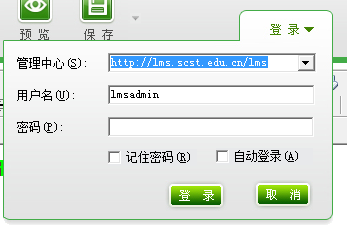 预 览 保 存
登 录
管理中心(S): http://lms.scst.edu.cn/lms
用户名(U): lmsadmin
密码(P):
记住密码(R) 自动登录(A)
登 录 取 消